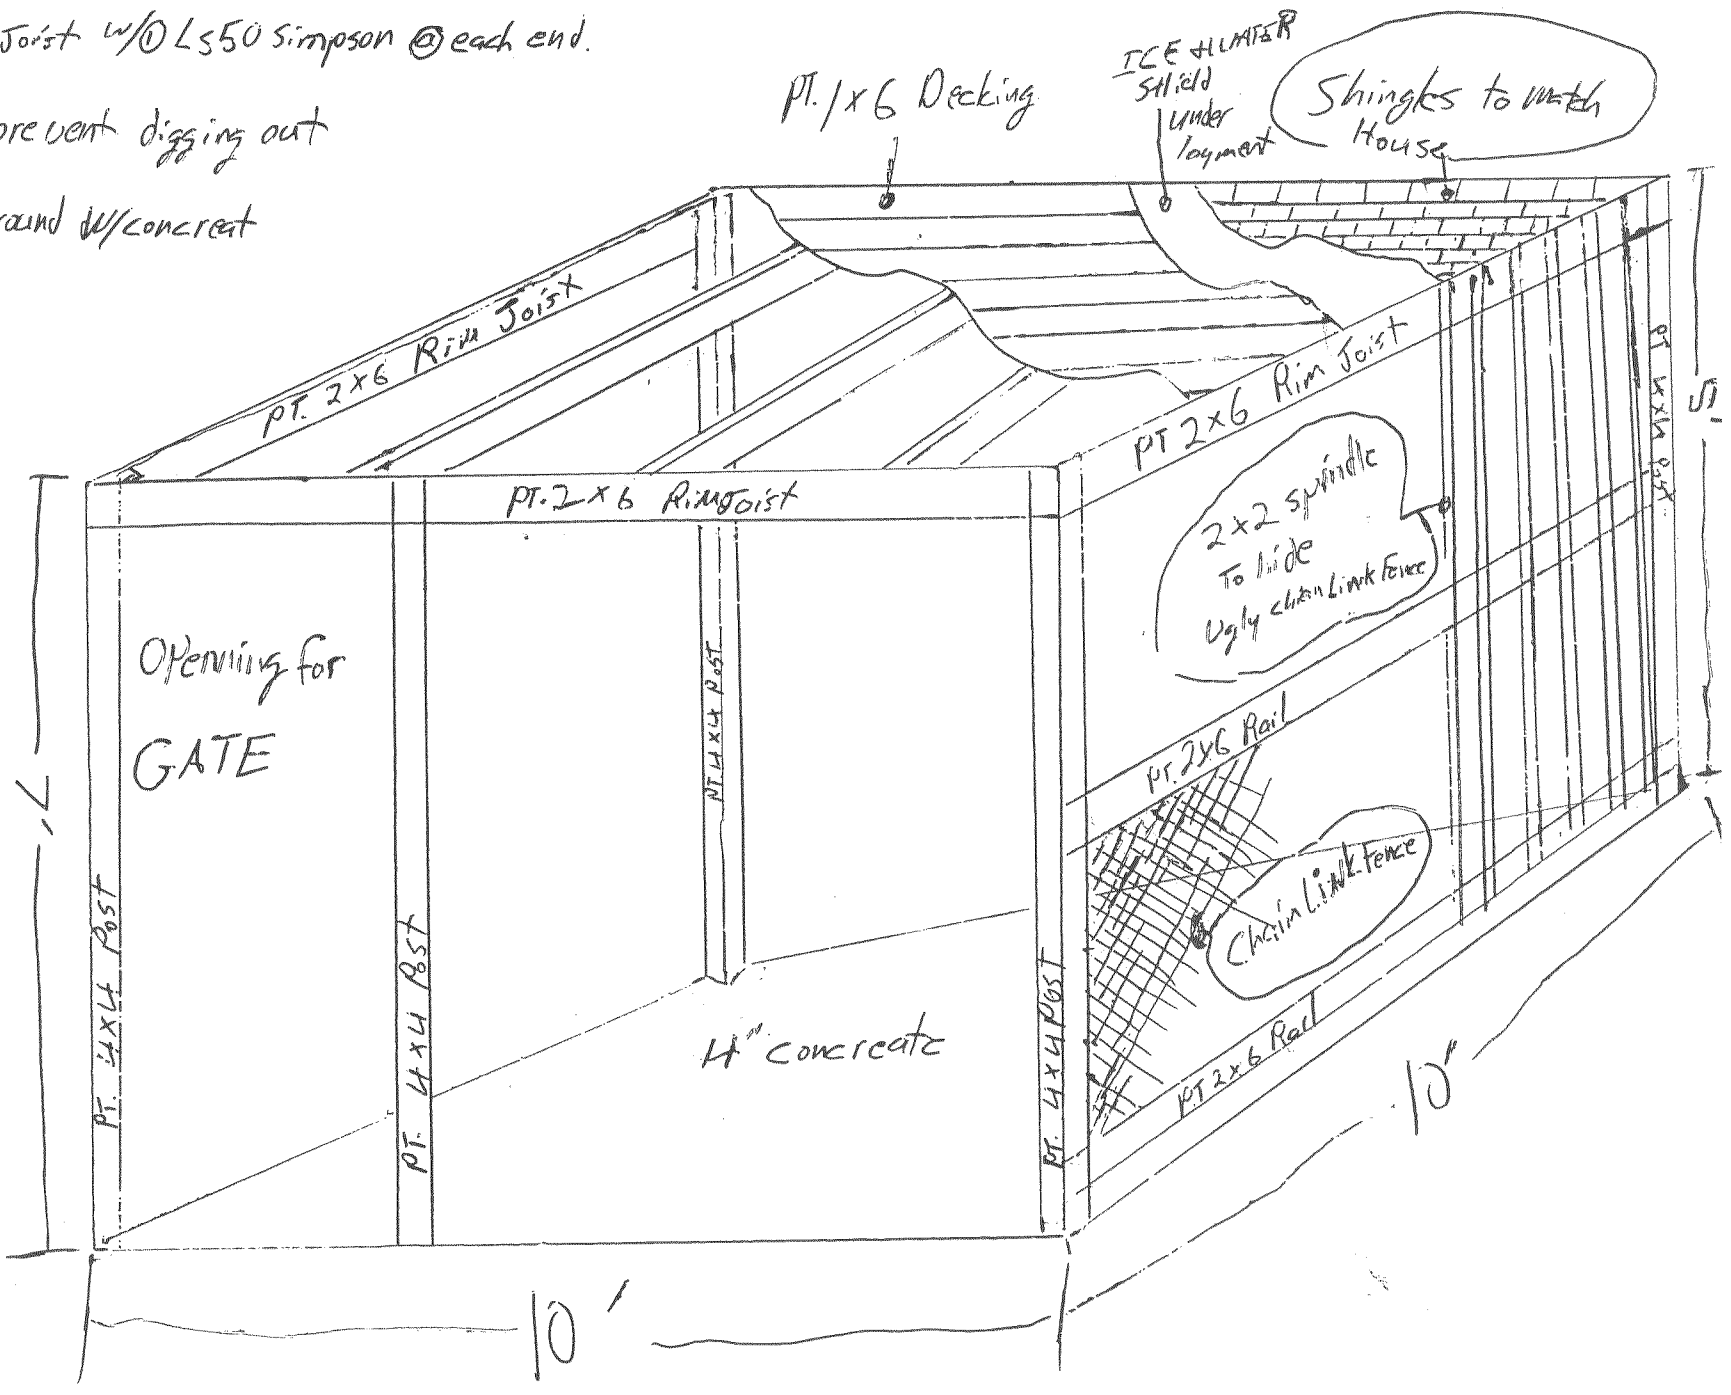 Joist w/① LS50 Simpson @ each end.
prevent digging out
round W/concreat
PT. 1x6 Decking
ICE &
Shield
under
layment
Shingles to match
House
PT. 2x6 Rim Joist
PT 2x6 Rim Joist
PT. 2x6 Rim Joist
2x2 sprindle
To hide
Ugly chain Link Fence
PT 4x4 Post
5'
7'
Openning for
GATE
PT 4x4 Post
PT. 2x6 Rail
Chain Link Fence
PT. 4x4 Post
PT. 4x4 Post
PT. 4x4 Post
4" concreate
PT 2x6 Rail
10"
10'